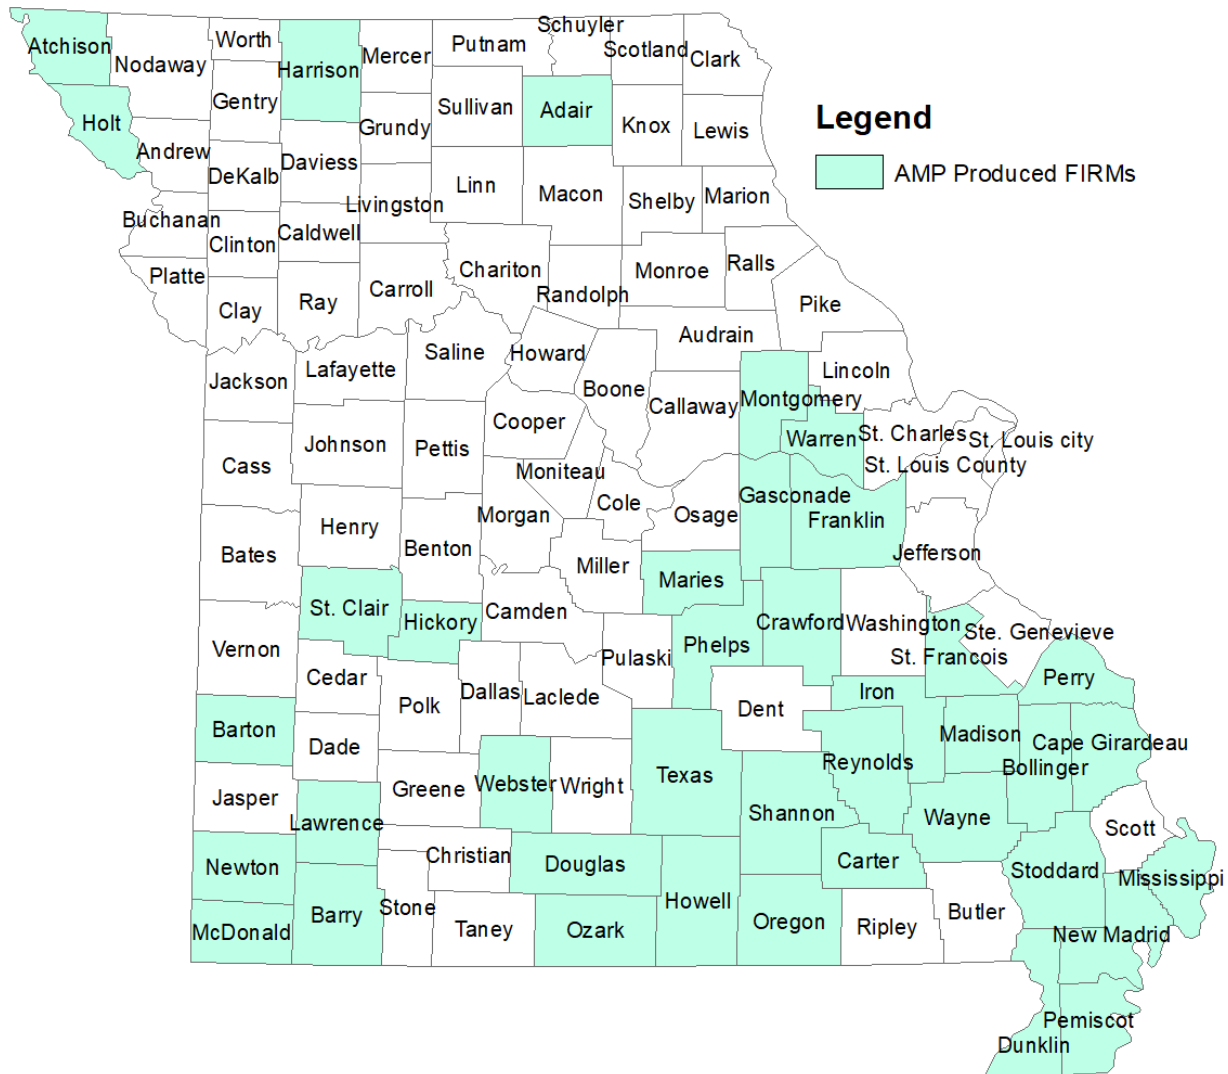 Schuyler
Atchison
Worth
Putnam
Scotland
Nodaway
Harrison
Mercer
Clark
Gentry
Sullivan
Adair
Legend
Holt
Grundy
Knox
Lewis
Andrew
Daviess
DeKalb
AMP Produced FIRMs
Linn
Macon
Shelby
Marion
Livingston
Buchanan
Clinton
Caldwell
Platte
Chariton
Monroe
Ralls
Clay
Ray
Carroll
Randolph
Pike
Audrain
Jackson
Lafayette
Saline
Howard
Boone
Lincoln
Callaway
Montgomery
Cooper
Johnson
Pettis
Warren
St. Charles
St. Louis city
Cass
Moniteau
St. Louis County
Cole
Gasconade
Henry
Morgan
Osage
Franklin
Bates
Benton
Miller
Jefferson
Maries
St. Clair
Hickory
Camden
Crawford
Washington
Vernon
Phelps
Ste. Genevieve
Pulaski
St. Francois
Cedar
Polk
Dallas
Laclede
Iron
Perry
Dent
Barton
Dade
Madison
Cape Girardeau
Jasper
Greene
Webster
Wright
Texas
Reynolds
Bollinger
Lawrence
Shannon
Wayne
Scott
Newton
Christian
Douglas
Carter
Stoddard
Mississippi
McDonald
Barry
Stone
Taney
Ozark
Howell
Oregon
Ripley
Butler
New Madrid
Pemiscot
Dunklin